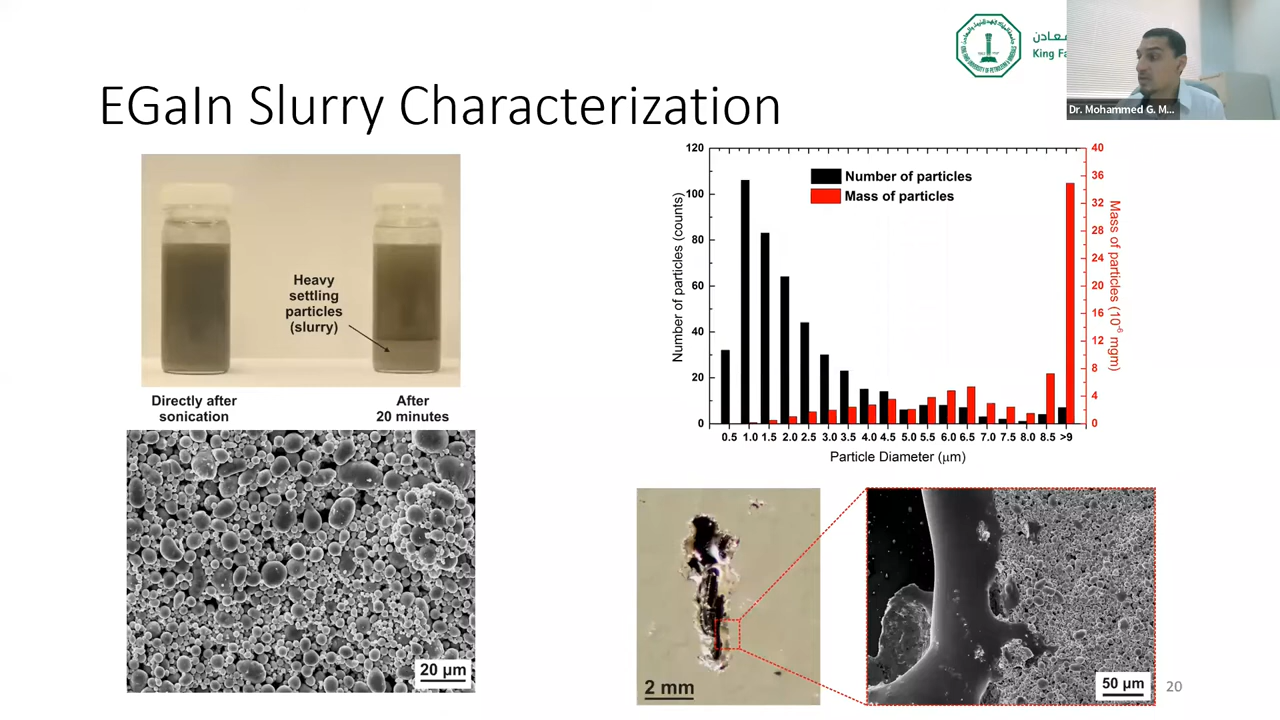 EGaIn Slurry Characterization
King Fa
Dr. Mohammed G. M...
Heavy
settling
particles
(slurry)
Directly after
sonication
After
20 minutes
20 µm
120
100
80
60
40
20
0
Number of particles (counts)
Number of particles
Mass of particles
40
36
32
28
24
20
16
12
8
4
0
Mass of particles (10⁻⁶ mgm)
0.5 1.0 1.5 2.0 2.5 3.0 3.5 4.0 4.5 5.0 5.5 6.0 6.5 7.0 7.5 8.0 8.5 >9
Particle Diameter (µm)
2 mm
50 µm
20